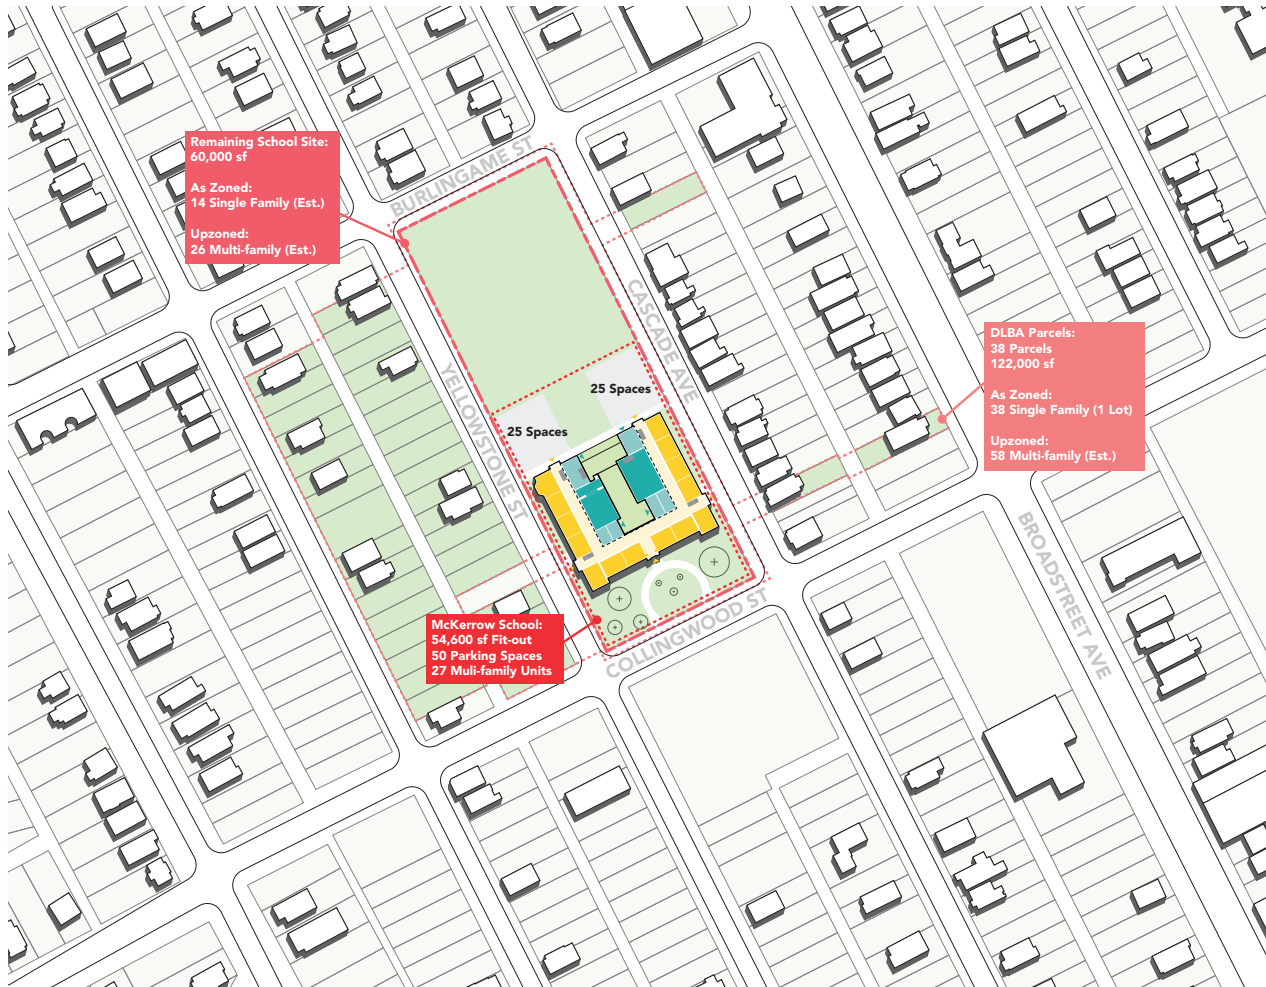 Remaining School Site:
60,000 sf
As Zoned:
14 Single Family (Est.)
Upzoned:
26 Multi-family (Est.)
BURLINGAME ST
CASCADE AVE
YELLOWSTONE ST
25 Spaces
25 Spaces
DLBA Parcels:
38 Parcels
122,000 sf
As Zoned:
38 Single Family (1 Lot)
Upzoned:
58 Multi-family (Est.)
BROADSTREET AVE
McKerrow School:
54,600 sf Fit-out
50 Parking Spaces
27 Muli-family Units
COLLINGWOOD ST